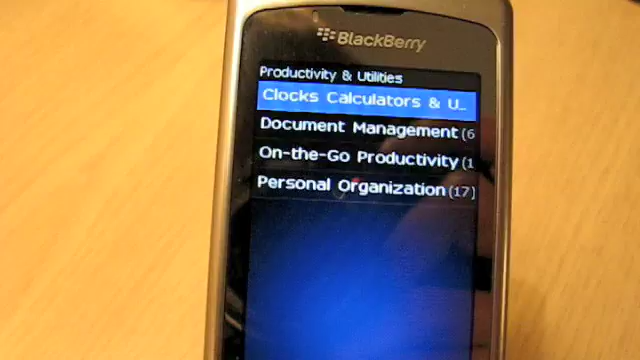 BlackBerry
Productivity & Utilities
Clocks Calculators & U...
Document Management (6
On-the-Go Productivity (1
Personal Organization (17)